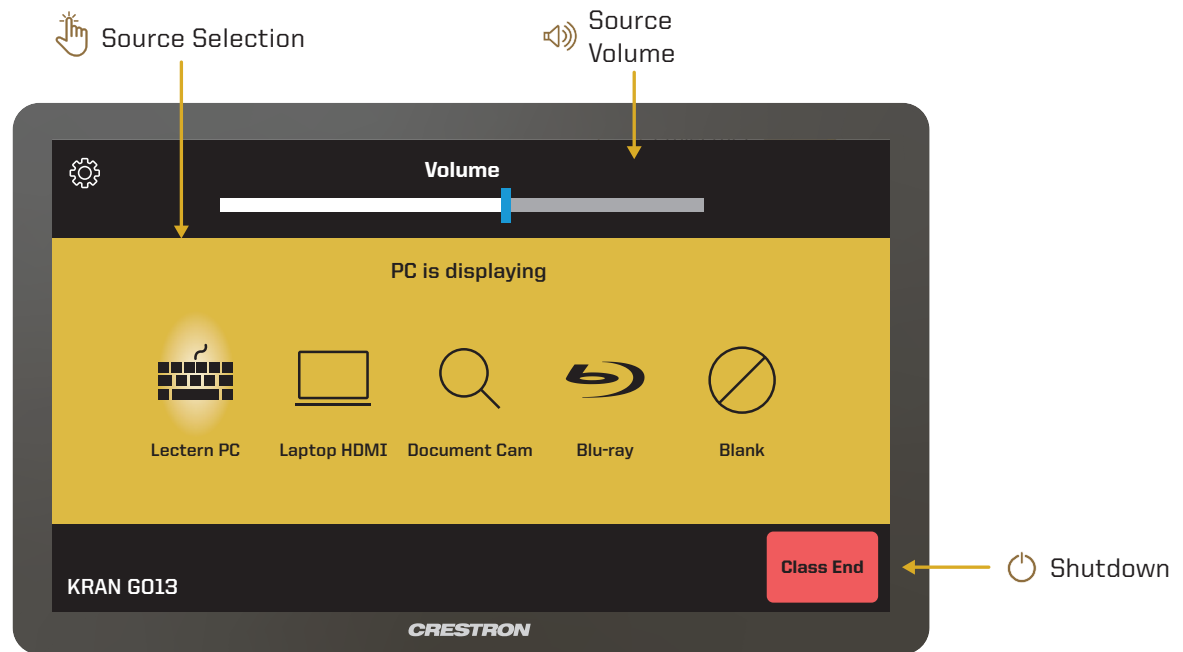 Source Selection
Source
Volume
Volume
PC is displaying
Lectern PC
Laptop HDMI
Document Cam
Blu-ray
Blank
KRAN G013
Class End
Shutdown
CRESTRON